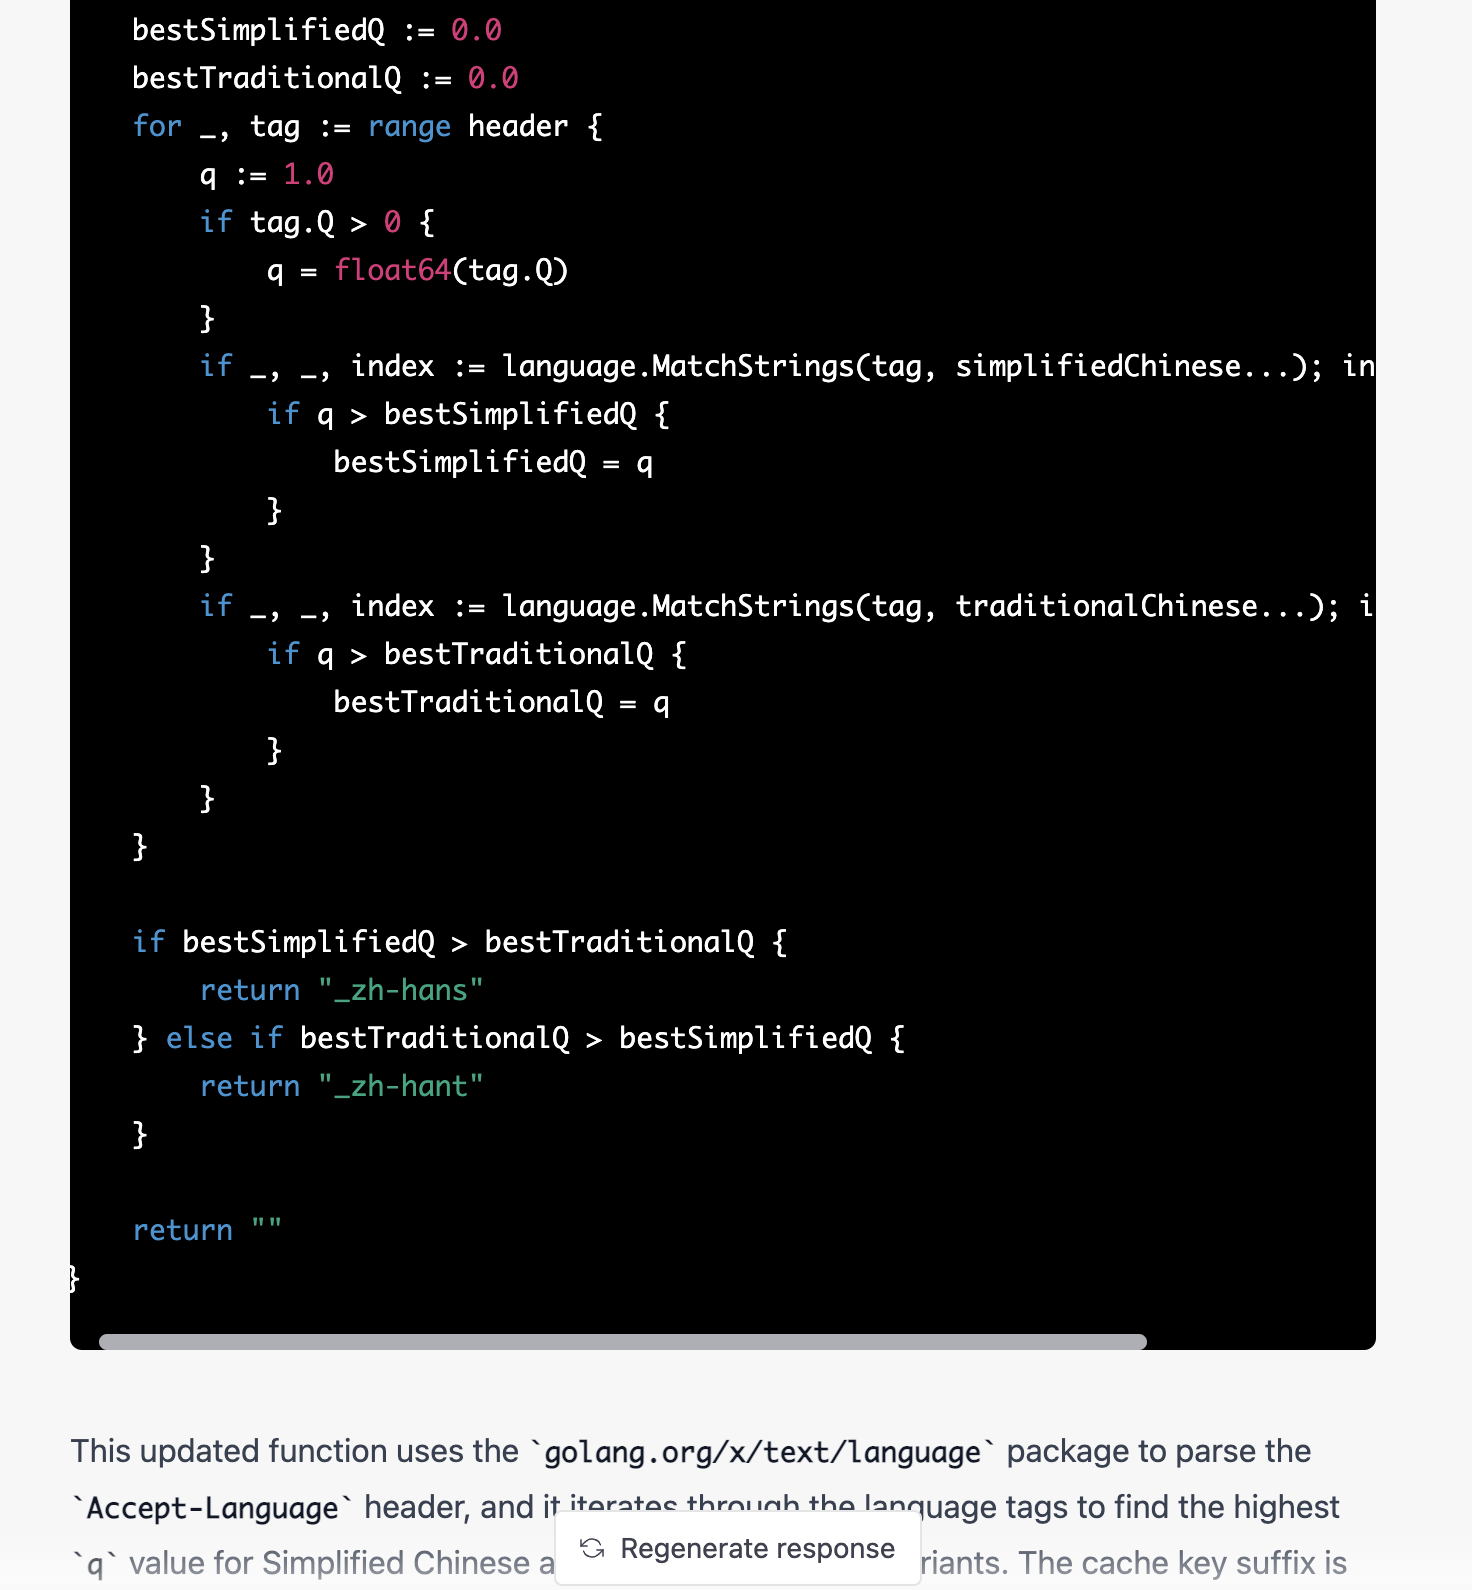 bestSimplifiedQ := 0.0
bestTraditionalQ := 0.0
for _, tag := range header {
q := 1.0
if tag.Q > 0 {
q = float64(tag.Q)
}
if _, _, index := language.MatchStrings(tag, simplifiedChinese...); in
if q > bestSimplifiedQ {
bestSimplifiedQ = q
}
}
if _, _, index := language.MatchStrings(tag, traditionalChinese...); i
if q > bestTraditionalQ {
bestTraditionalQ = q
}
}
}
if bestSimplifiedQ > bestTraditionalQ {
return "_zh-hans"
} else if bestTraditionalQ > bestSimplifiedQ {
return "_zh-hant"
}
return ""
}
This updated function uses the `golang.org/x/text/language` package to parse the
`Accept-Language` header, and it iterates through the language tags to find the highest
`q` value for Simplified Chinese a riants. The cache key suffix is
Regenerate response